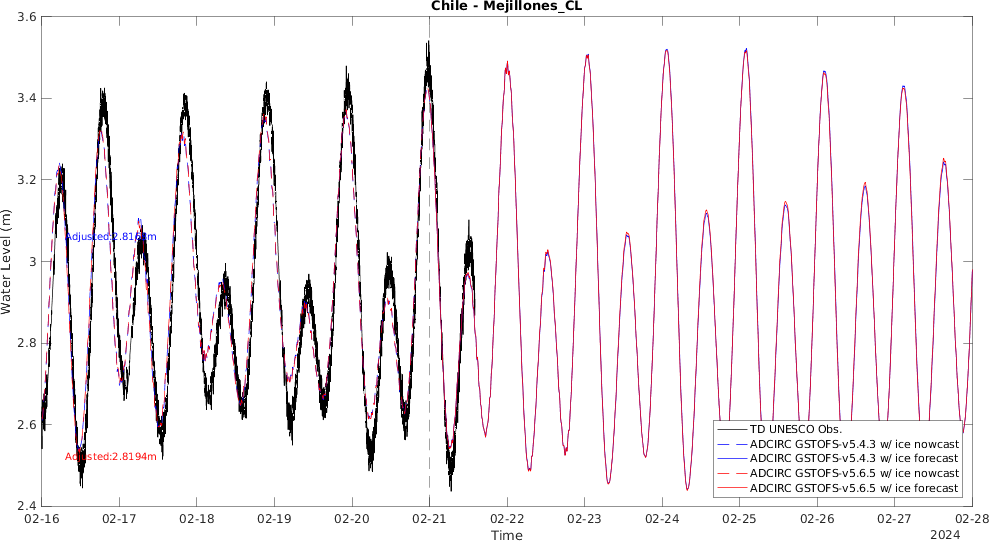 Chile - Mejillones_CL
3.6
3.4
3.2
3
2.8
2.6
2.4
Water Level (m)
Adjusted:2.8163m
Adjusted:2.8194m
TD UNESCO Obs.
ADCIRC GSTOFS-v5.4.3 w/ ice nowcast
ADCIRC GSTOFS-v5.4.3 w/ ice forecast
ADCIRC GSTOFS-v5.6.5 w/ ice nowcast
ADCIRC GSTOFS-v5.6.5 w/ ice forecast
02-16 02-17 02-18 02-19 02-20 02-21 02-22 02-23 02-24 02-25 02-26 02-27 02-28
Time
2024